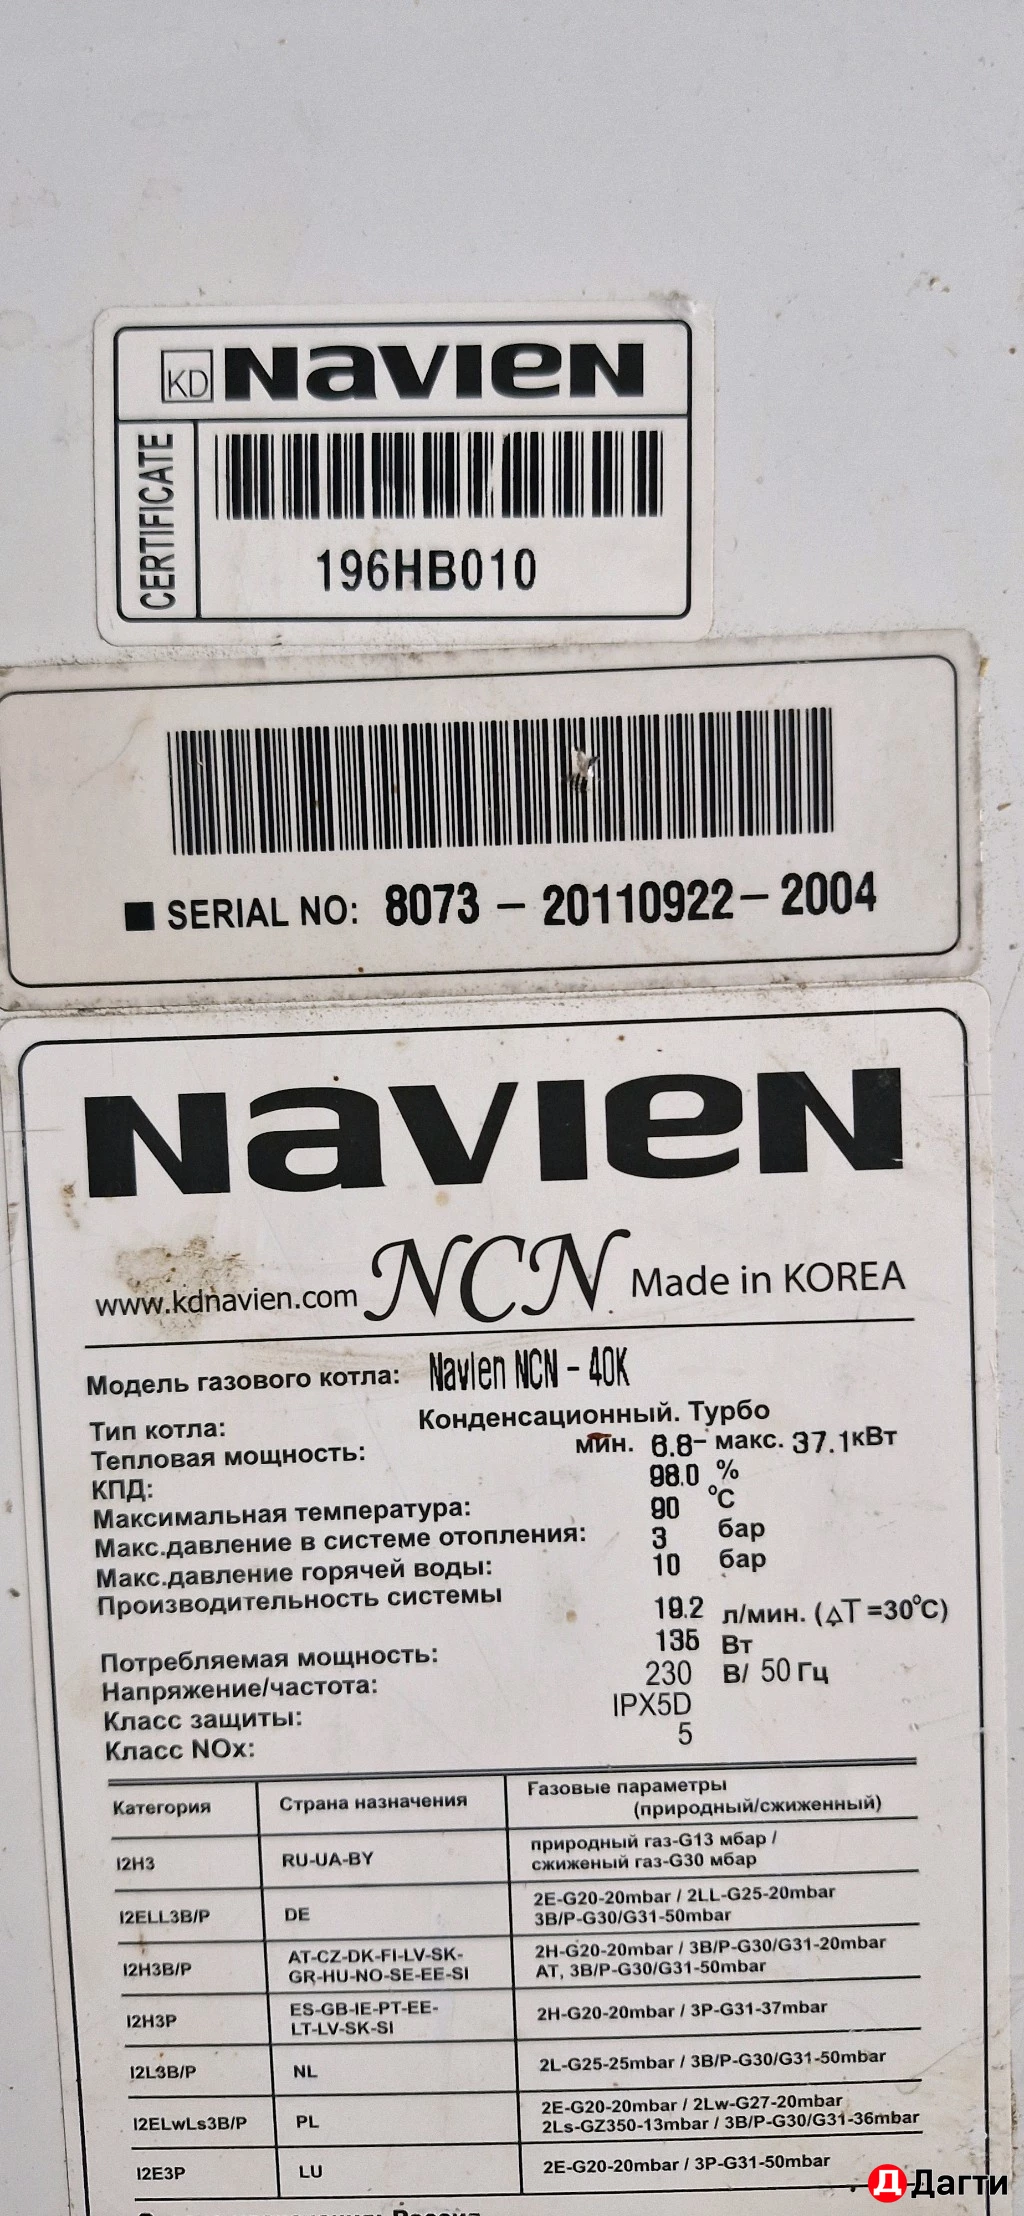 KD NAVIEN
CERTIFICATE
196HB010
■ SERIAL NO: 8073 – 20110922 – 2004
NAVIEN
www.kdnavien.com NCN Made in KOREA
Модель газового котла: Navien NCN - 40K
Тип котла: Конденсационный. Турбо
Тепловая мощность: мин. 6.8- макс. 37.1кВт
КПД: 98.0 %
Максимальная температура: 90 °C
Макс.давление в системе отопления: 3 бар
Макс.давление горячей воды: 10 бар
Производительность системы 19.2 л/мин. (△T =30°C)
Потребляемая мощность: 135 Вт
Напряжение/частота: 230 В/ 50 Гц
Класс защиты: IPX5D
Класс NOx: 5
Категория Страна назначения Газовые параметры
(природный/сжиженный)
I2H3 RU-UA-BY природный газ-G13 мбар /
сжиженый газ-G30 мбар
I2ELL3B/P DE 2E-G20-20mbar / 2LL-G25-20mbar
3B/P-G30/G31-50mbar
I2H3B/P AT-CZ-DK-FI-LV-SK- 2H-G20-20mbar / 3B/P-G30/G31-20mbar
GR-HU-NO-SE-EE-SI AT, 3B/P-G30/G31-50mbar
I2H3P ES-GB-IE-PT-EE- 2H-G20-20mbar / 3P-G31-37mbar
LT-LV-SK-SI
I2L3B/P NL 2L-G25-25mbar / 3B/P-G30/G31-50mbar
I2ELwLs3B/P PL 2E-G20-20mbar / 2Lw-G27-20mbar
2Ls-GZ350-13mbar / 3B/P-G30/G31-36mbar
I2E3P LU 2E-G20-20mbar / 3P-G31-50mbar
Д Дагти